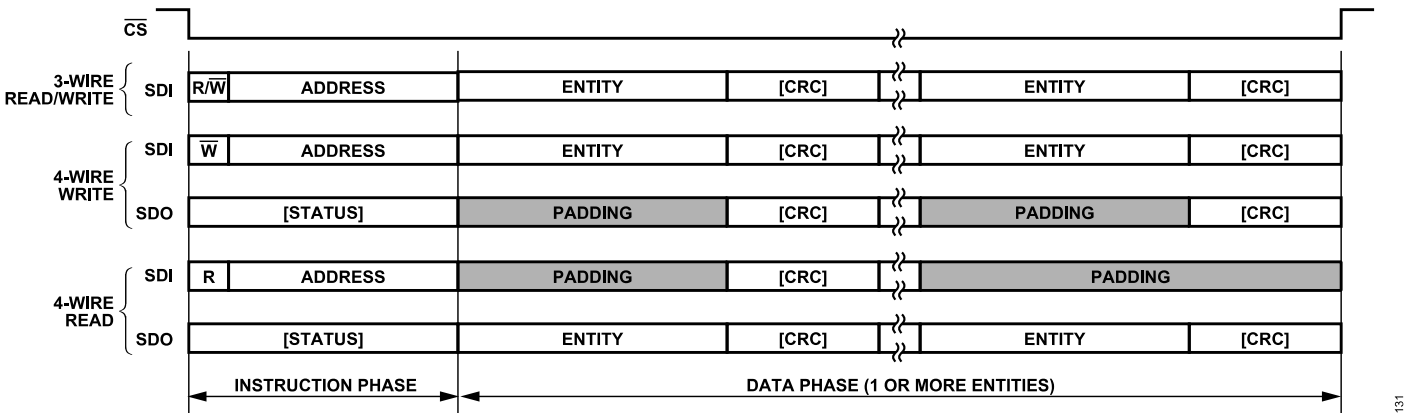 CS
3-WIRE
READ/WRITE
SDI R/W ADDRESS ENTITY [CRC] ENTITY [CRC]
4-WIRE
WRITE
SDI W ADDRESS ENTITY [CRC] ENTITY [CRC]
SDO [STATUS] PADDING [CRC] PADDING [CRC]
4-WIRE
READ
SDI R ADDRESS PADDING [CRC] PADDING
SDO [STATUS] ENTITY [CRC] ENTITY [CRC]
INSTRUCTION PHASE DATA PHASE (1 OR MORE ENTITIES)
131